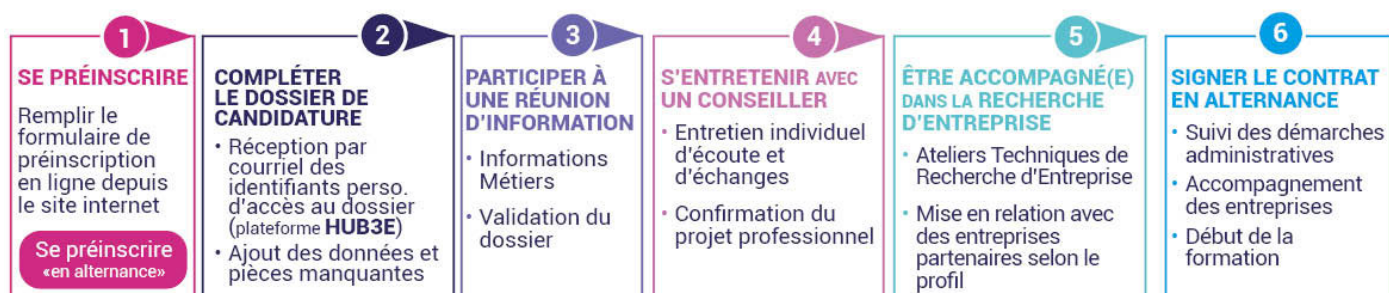 1
SE PRÉINSCRIRE
Remplir le
formulaire de
préinscription
en ligne depuis
le site internet
Se préinscrire
«en alternance»
2
COMPLÉTER
LE DOSSIER DE
CANDIDATURE
• Réception par
courriel des
identifiants perso.
d'accès au dossier
(plateforme HUB3E)
• Ajout des données et
pièces manquantes
3
PARTICIPER À
UNE RÉUNION
D'INFORMATION
• Informations
Métiers
• Validation du
dossier
4
S'ENTRETENIR AVEC
UN CONSEILLER
• Entretien individuel
d'écoute et
d'échanges
• Confirmation du
projet professionnel
5
ÊTRE ACCOMPAGNÉ(E)
DANS LA RECHERCHE
D'ENTREPRISE
• Ateliers Techniques de
Recherche d'Entreprise
• Mise en relation avec
des entreprises
partenaires selon le
profil
6
SIGNER LE CONTRAT
EN ALTERNANCE
• Suivi des démarches
administratives
• Accompagnement
des entreprises
• Début de la
formation